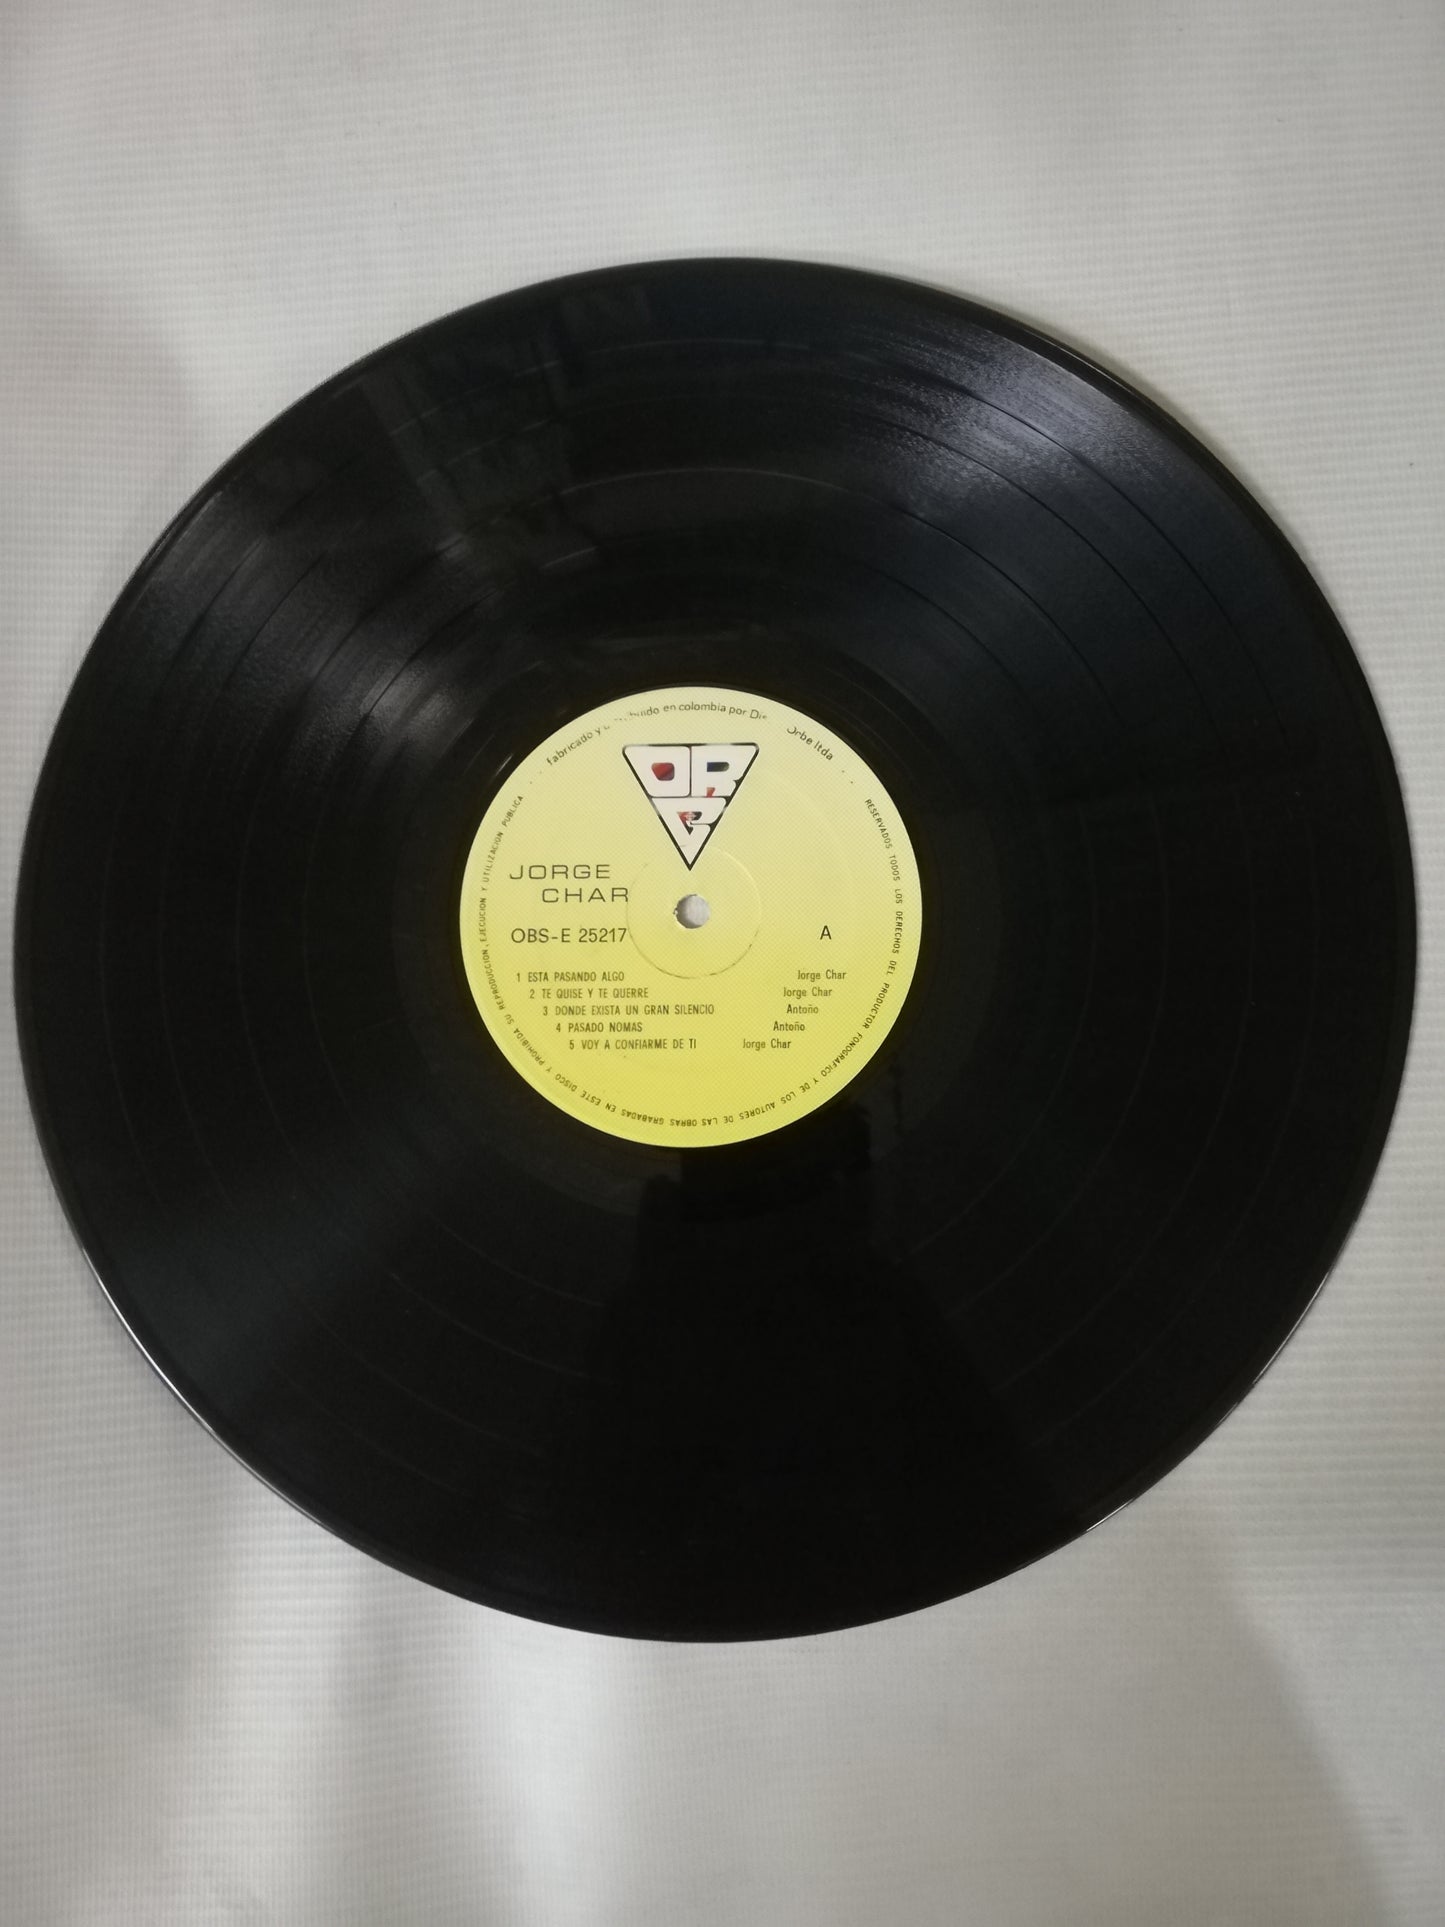 fabricado y en colombia por Orbe ltda
ORBE
JORGE
CHAR
OBS-E 25217 A
1 ESTA PASANDO ALGO Jorge Char
2 TE QUISE Y TE QUERRE Jorge Char
3 DONDE EXISTA UN GRAN SILENCIO Antoño
4 PASADO NOMAS Antoño
5 VOY A CONFIARME DE TI Jorge Char
RESERVADOS TODOS LOS DERECHOS DEL PRODUCTOR FONOGRAFICO Y DE LOS AUTORES DE LAS OBRAS GRABADAS EN ESTE DISCO Y PROHIBIDA SU REPRODUCCION, EJECUCION Y UTILIZACION PUBLICA